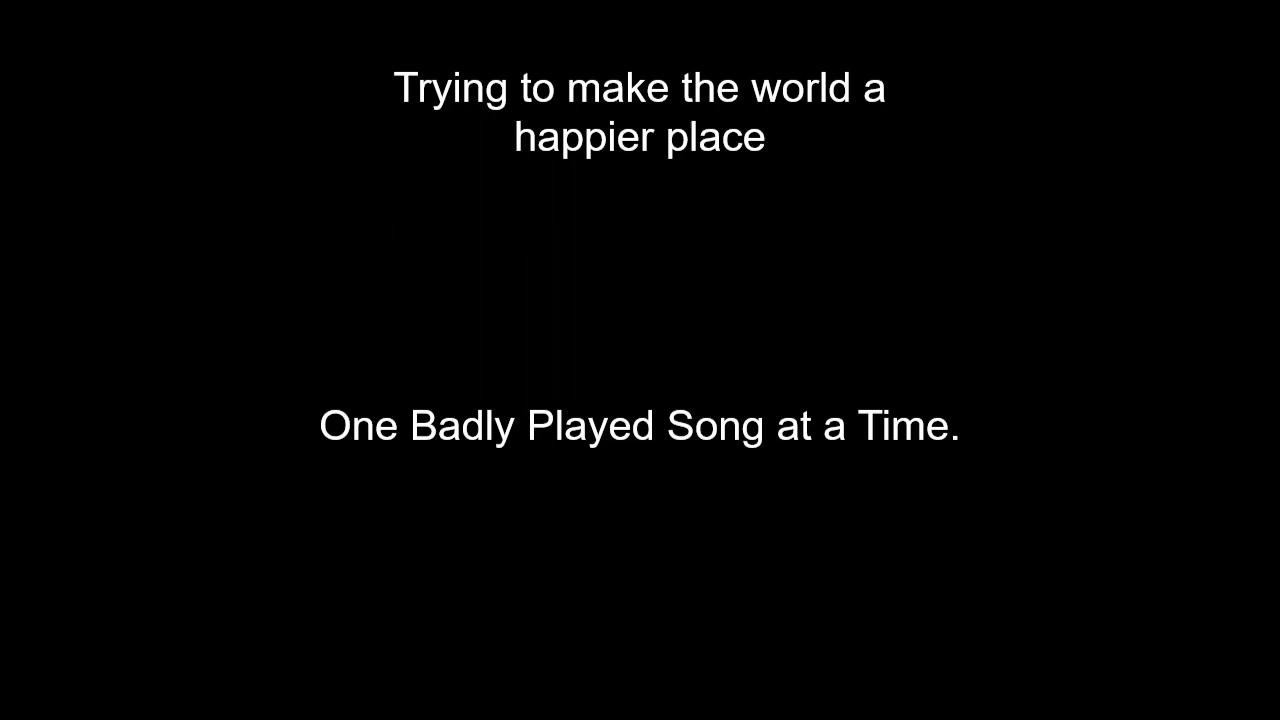 Trying to make the world a
happier place
One Badly Played Song at a Time.